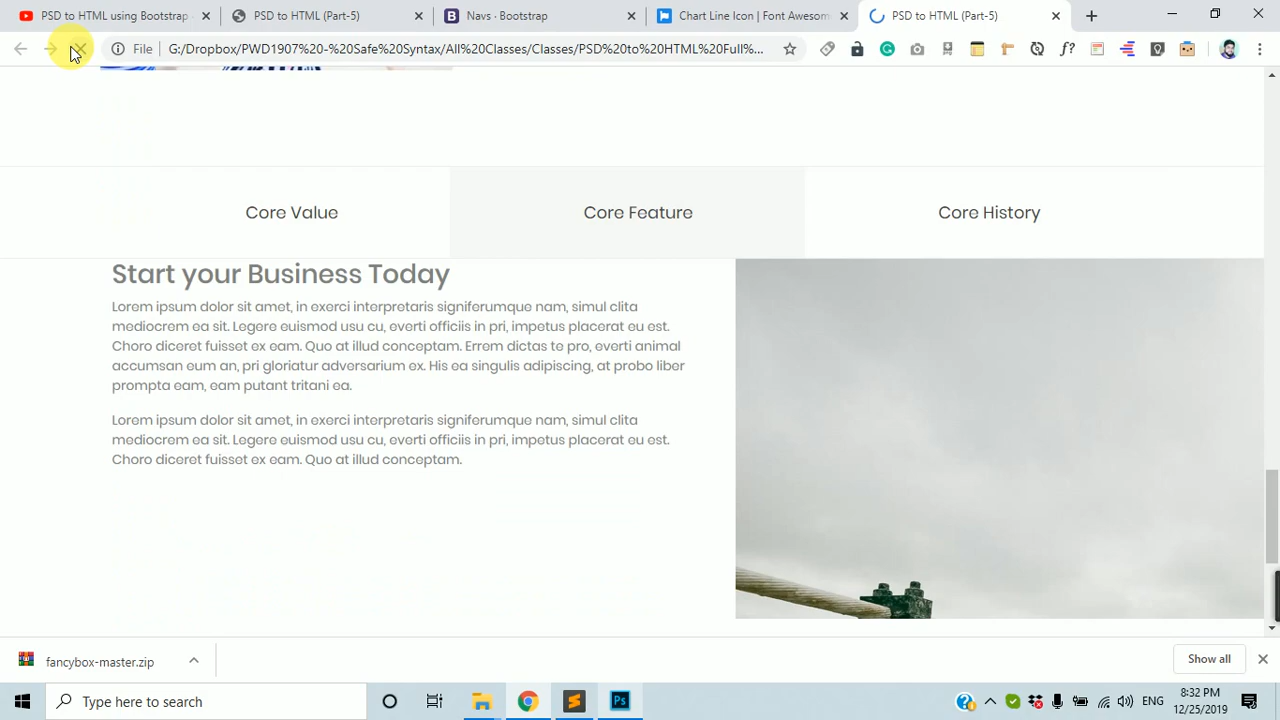 PSD to HTML using Bootstrap
PSD to HTML (Part-5)
Navs · Bootstrap
Chart Line Icon | Font Awesom
PSD to HTML (Part-5)
File
G:/Dropbox/PWD1907%20-%20Safe%20Syntax/All%20Classes/Classes/PSD%20to%20HTML%20Full%...
f?
Core Value
Core Feature
Core History
Start your Business Today
Lorem ipsum dolor sit amet, in exerci interpretaris signiferumque nam, simul clita
mediocrem ea sit. Legere euismod usu cu, everti officiis in pri, impetus placerat eu est.
Choro diceret fuisset ex eam. Quo at illud conceptam. Errem dictas te pro, everti animal
accumsan eum an, pri gloriatur adversarium ex. His ea singulis adipiscing, at probo liber
prompta eam, eam putant tritani ea.
Lorem ipsum dolor sit amet, in exerci interpretaris signiferumque nam, simul clita
mediocrem ea sit. Legere euismod usu cu, everti officiis in pri, impetus placerat eu est.
Choro diceret fuisset ex eam. Quo at illud conceptam.
fancybox-master.zip
Show all
Type here to search
Ps
ENG
8:32 PM
12/25/2019